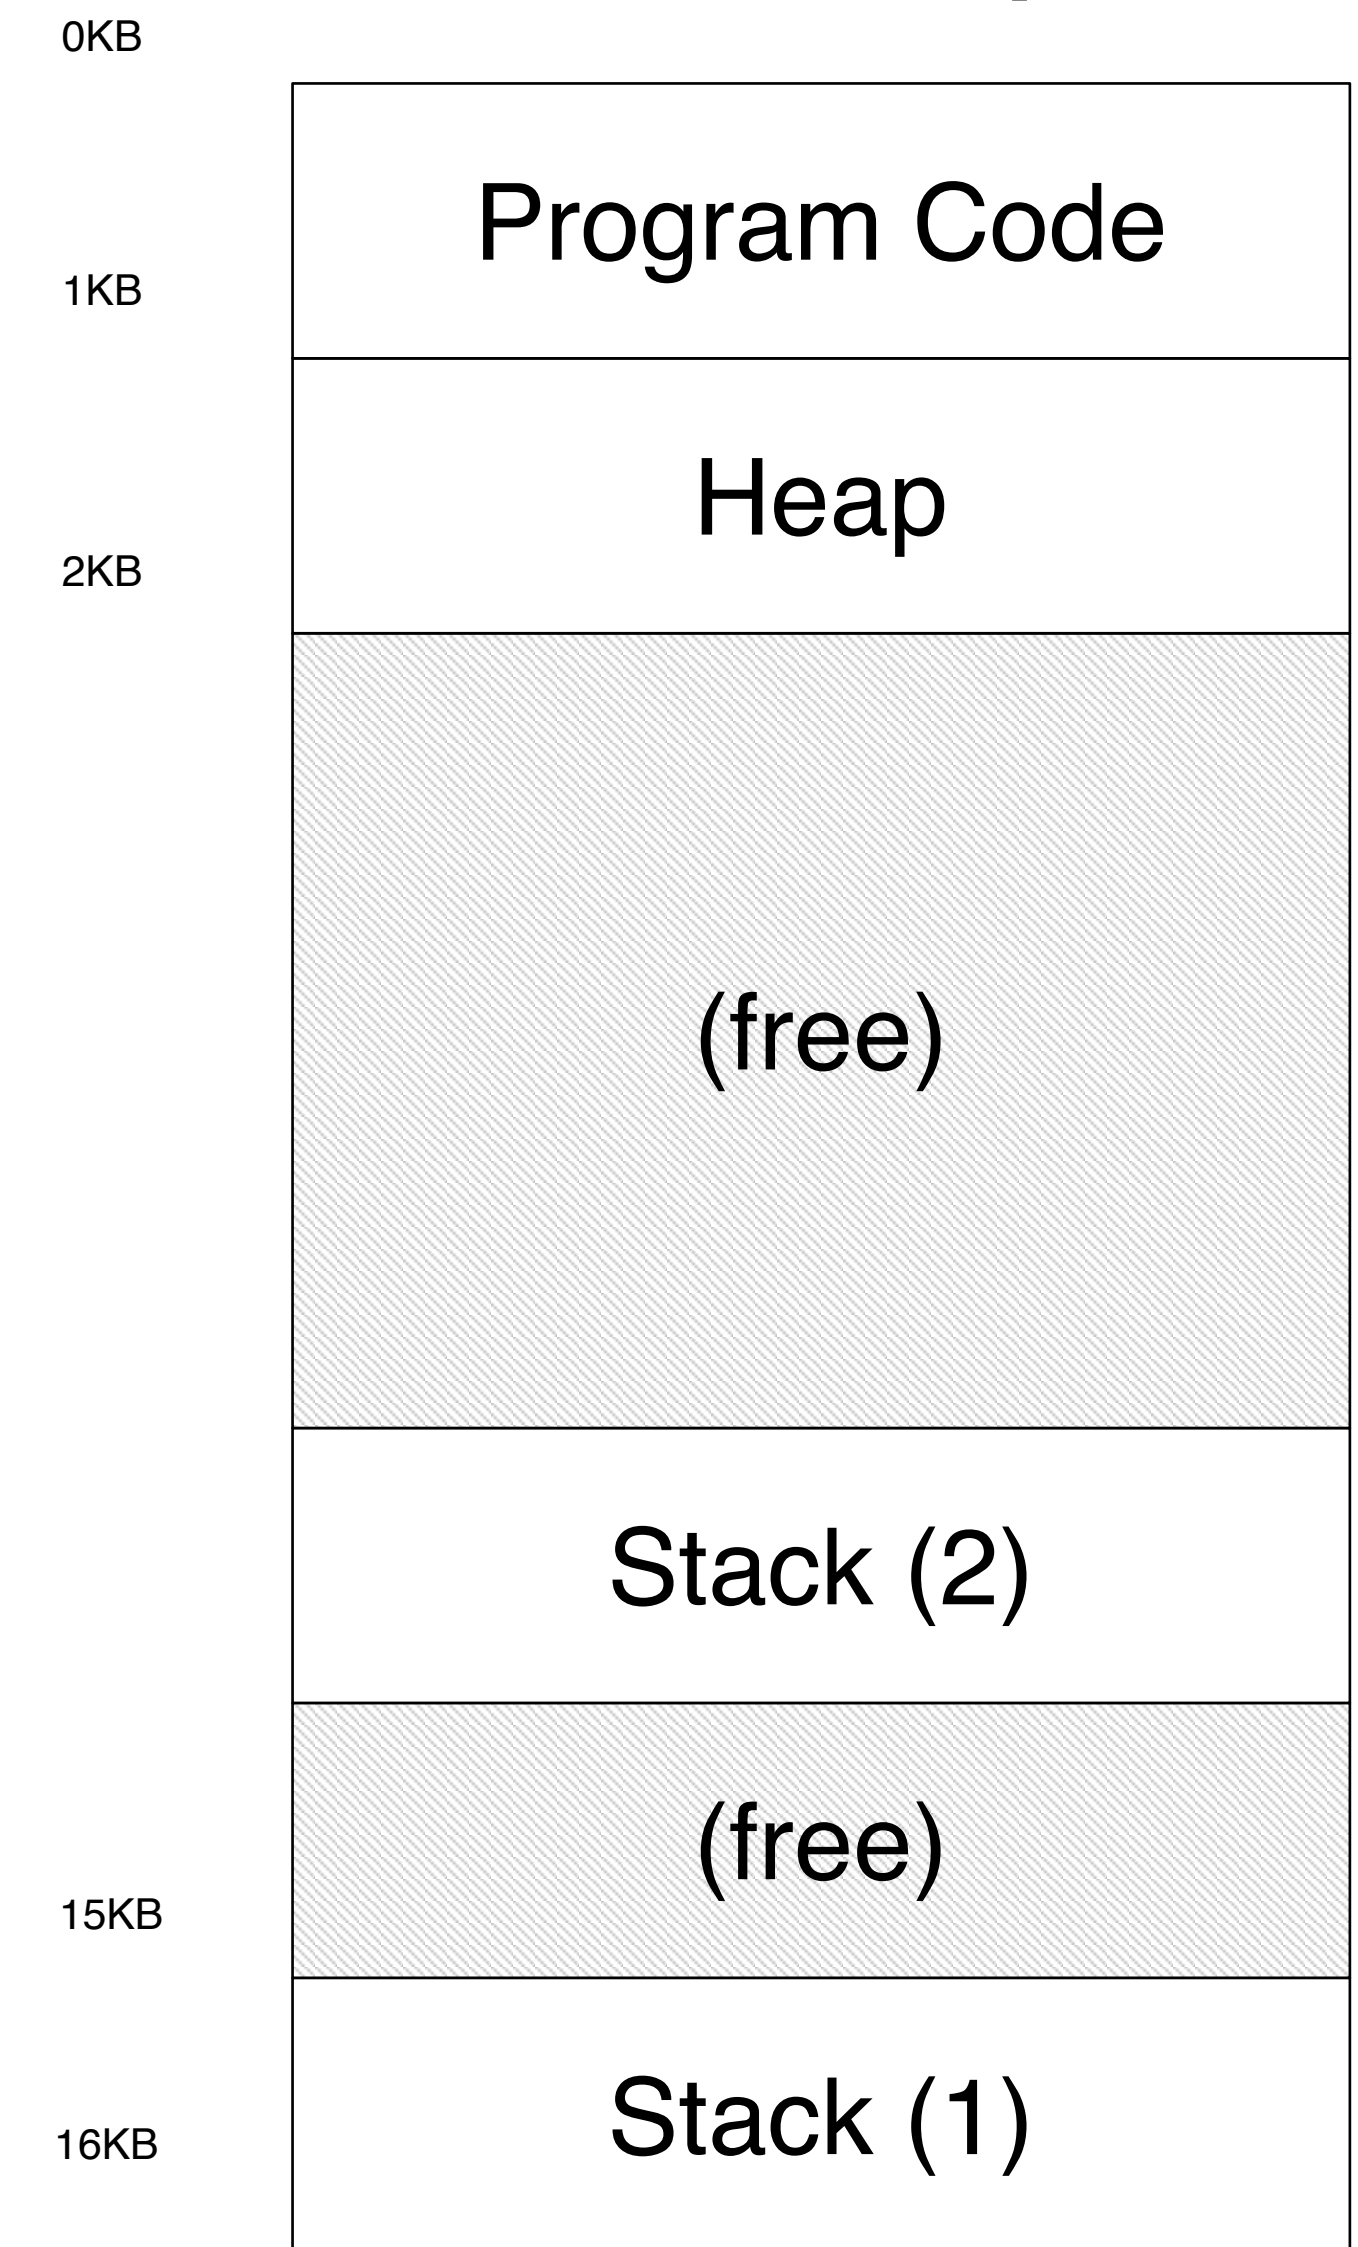 0KB
Program Code
1KB
Heap
2KB
(free)
Stack (2)
(free)
15KB
Stack (1)
16KB